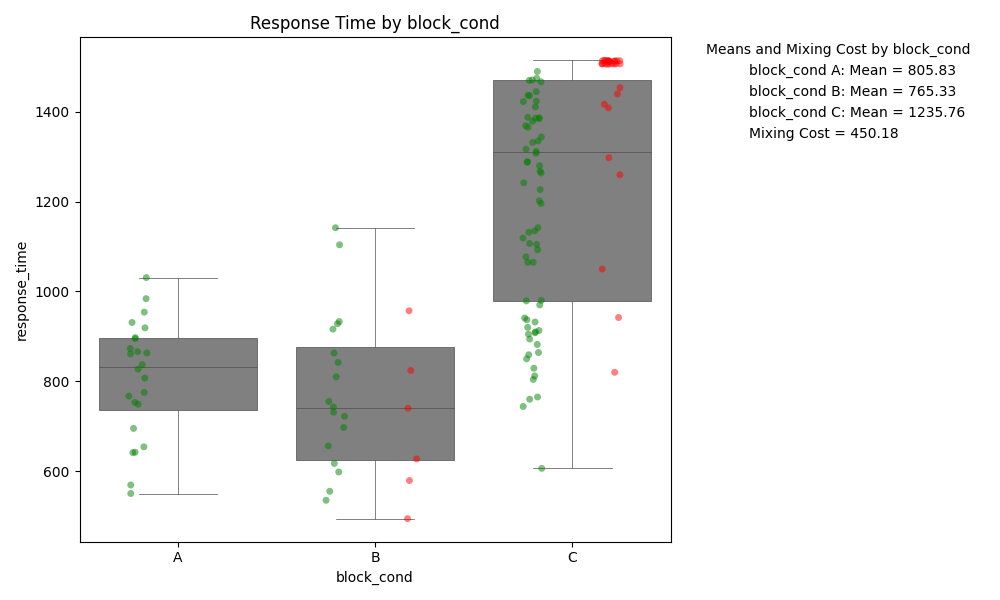 Response Time by block_cond
Means and Mixing Cost by block_cond
block_cond A: Mean = 805.83
block_cond B: Mean = 765.33
block_cond C: Mean = 1235.76
Mixing Cost = 450.18
response_time
1400
1200
1000
800
600
A
B
C
block_cond